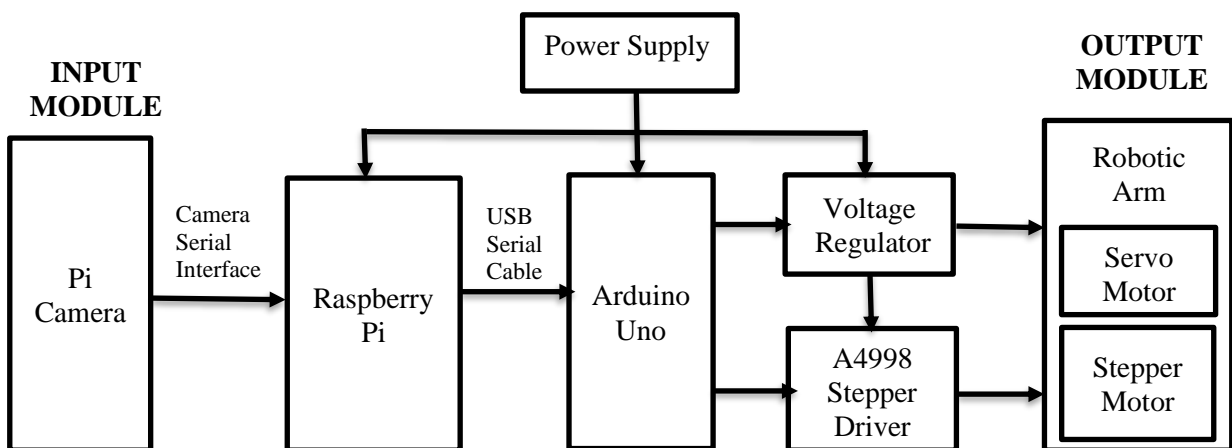 Power Supply
INPUT
MODULE
OUTPUT
MODULE
Pi
Camera
Camera
Serial
Interface
Raspberry
Pi
USB
Serial
Cable
Arduino
Uno
Voltage
Regulator
A4998
Stepper
Driver
Robotic
Arm
Servo
Motor
Stepper
Motor